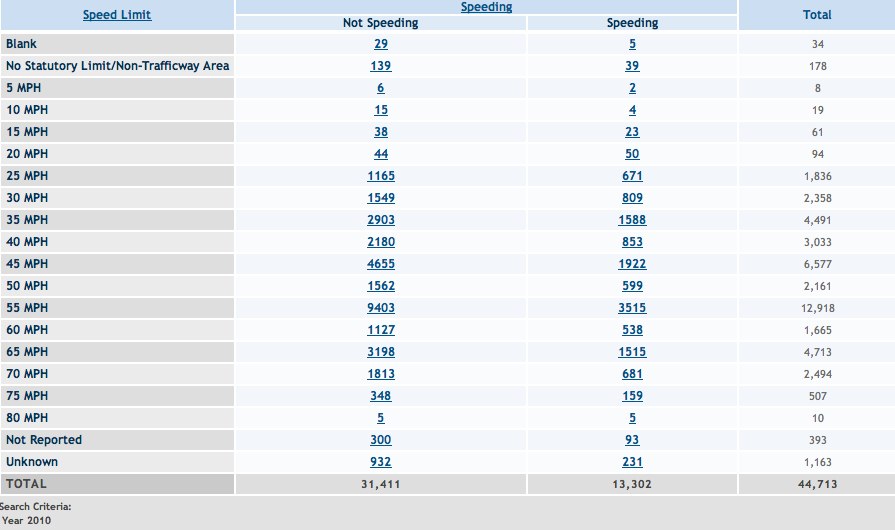 Speed Limit Speeding Total
Not Speeding Speeding
Blank 29 5 34
No Statutory Limit/Non-Trafficway Area 139 39 178
5 MPH 6 2 8
10 MPH 15 4 19
15 MPH 38 23 61
20 MPH 44 50 94
25 MPH 1165 671 1,836
30 MPH 1549 809 2,358
35 MPH 2903 1588 4,491
40 MPH 2180 853 3,033
45 MPH 4655 1922 6,577
50 MPH 1562 599 2,161
55 MPH 9403 3515 12,918
60 MPH 1127 538 1,665
65 MPH 3198 1515 4,713
70 MPH 1813 681 2,494
75 MPH 348 159 507
80 MPH 5 5 10
Not Reported 300 93 393
Unknown 932 231 1,163
TOTAL 31,411 13,302 44,713
Search Criteria:
Year 2010